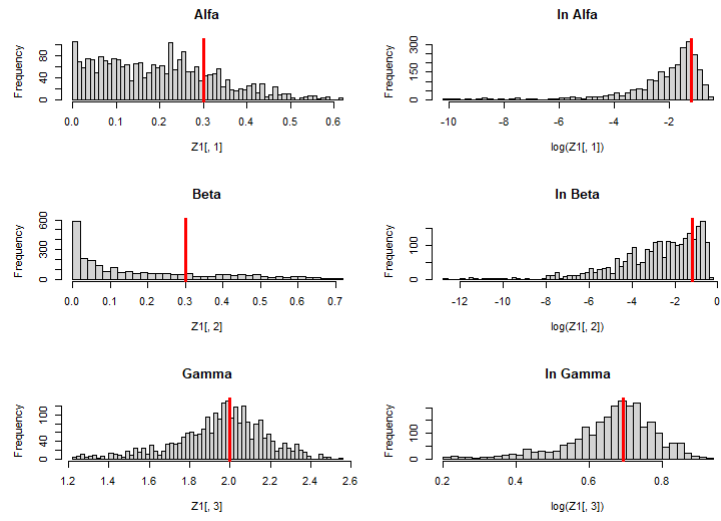 Alfa
Frequency
0 40 80
0.0 0.1 0.2 0.3 0.4 0.5 0.6
Z1[, 1]
ln Alfa
Frequency
0 150 300
-10 -8 -6 -4 -2
log(Z1[, 1])
Beta
Frequency
0 300 600
0.0 0.1 0.2 0.3 0.4 0.5 0.6 0.7
Z1[, 2]
ln Beta
Frequency
0 100
-12 -10 -8 -6 -4 -2 0
log(Z1[, 2])
Gamma
Frequency
0 40 100
1.2 1.4 1.6 1.8 2.0 2.2 2.4 2.6
Z1[, 3]
ln Gamma
Frequency
0 100
0.2 0.4 0.6 0.8
log(Z1[, 3])